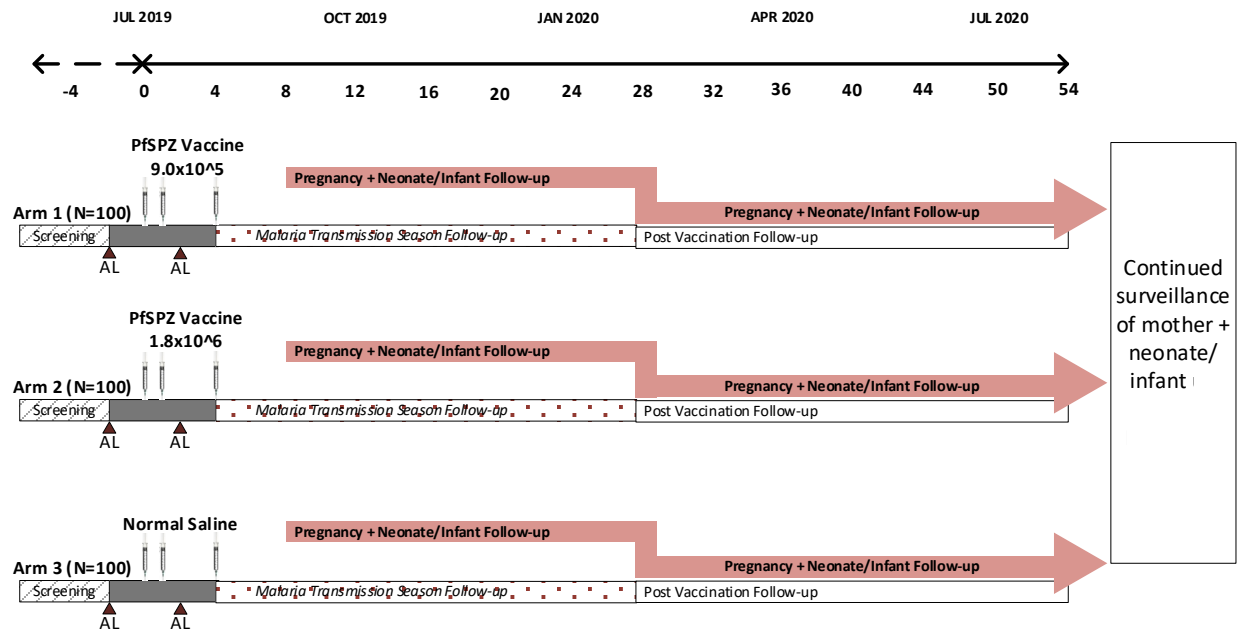 JUL 2019 OCT 2019 JAN 2020 APR 2020 JUL 2020
-4 0 4 8 12 16 20 24 28 32 36 40 44 50 54
PfSPZ Vaccine
9.0x10^5
Pregnancy + Neonate/Infant Follow-up
Arm 1 (N=100)
Pregnancy + Neonate/Infant Follow-up
Screening
Malaria Transmission Season Follow-up
Post Vaccination Follow-up
AL AL
PfSPZ Vaccine
1.8x10^6
Pregnancy + Neonate/Infant Follow-up
Arm 2 (N=100)
Pregnancy + Neonate/Infant Follow-up
Screening
Malaria Transmission Season Follow-up
Post Vaccination Follow-up
AL AL
Normal Saline
Pregnancy + Neonate/Infant Follow-up
Arm 3 (N=100)
Pregnancy + Neonate/Infant Follow-up
Screening
Malaria Transmission Season Follow-up
Post Vaccination Follow-up
AL AL
Continued
surveillance
of mother +
neonate/
infant